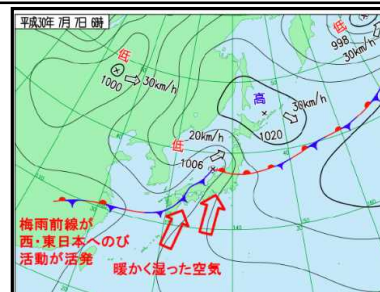 平成30年 7月 7日 6時
低
998
30km/h
低
30km/h
1000
高
30km/h
1020
20km/h
低
1006
140
梅雨前線が
西・東日本へのび
活動が活発
暖かく湿った空気